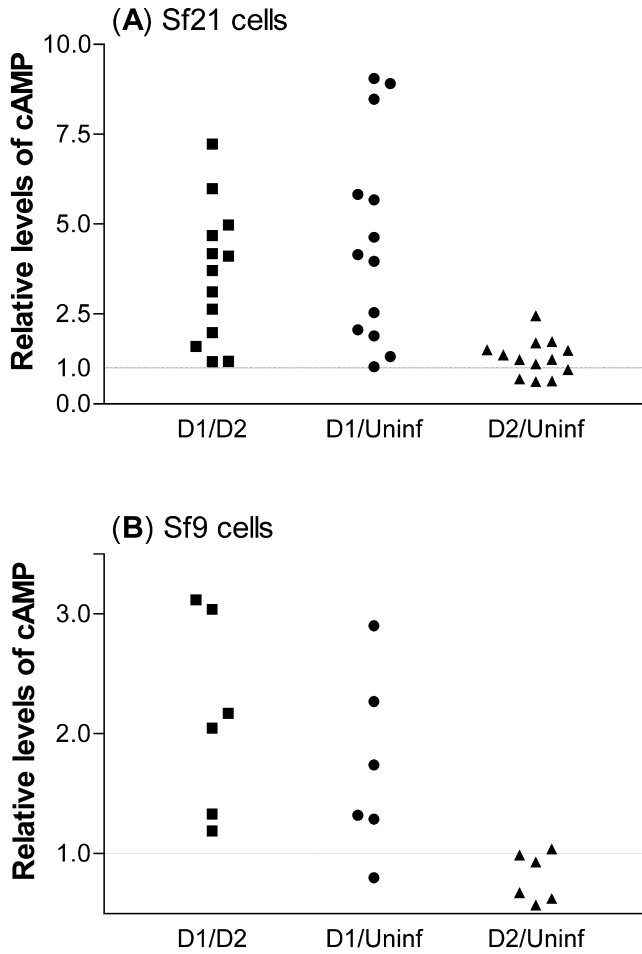 (A) Sf21 cells
Relative levels of cAMP
10.0
7.5
5.0
2.5
1.0
0.0
D1/D2 D1/Uninf D2/Uninf
(B) Sf9 cells
Relative levels of cAMP
3.0
2.0
1.0
D1/D2 D1/Uninf D2/Uninf